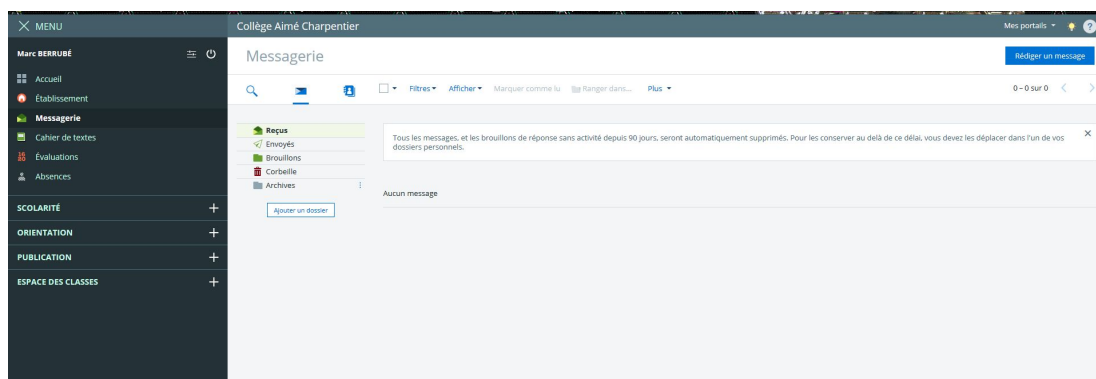 MENU
Collège Aimé Charpentier
Mes portails
?
Marc BERRUBÉ
Messagerie
Rédiger un message
Accueil
Établissement
Messagerie
Cahier de textes
Évaluations
Absences
SCOLARITÉ
ORIENTATION
PUBLICATION
ESPACE DES CLASSES
Filtres
Afficher
Marquer comme lu
Ranger dans...
Plus
0 – 0 sur 0
Reçus
Envoyés
Brouillons
Corbeille
Archives
Ajouter un dossier
Tous les messages, et les brouillons de réponse sans activité depuis 90 jours, seront automatiquement supprimés. Pour les conserver au delà de ce délai, vous devez les déplacer dans l'un de vos
dossiers personnels.
Aucun message